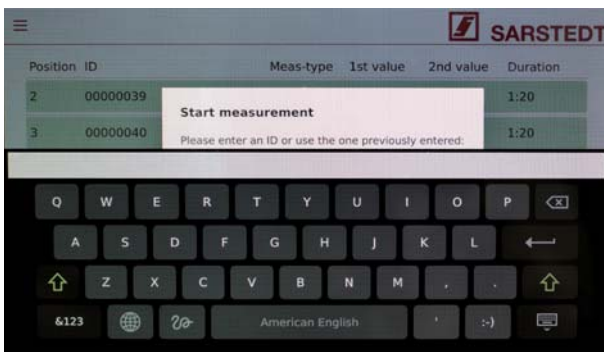 SARSTEDT
Position ID Meas-type 1st value 2nd value Duration
2 00000039 1:20
Start measurement
3 00000040 1:20
Please enter an ID or use the one previously entered:
Q W E R T Y U I O P
A S D F G H J K L
Z X C V B N M , .
&123 American English ' :-)